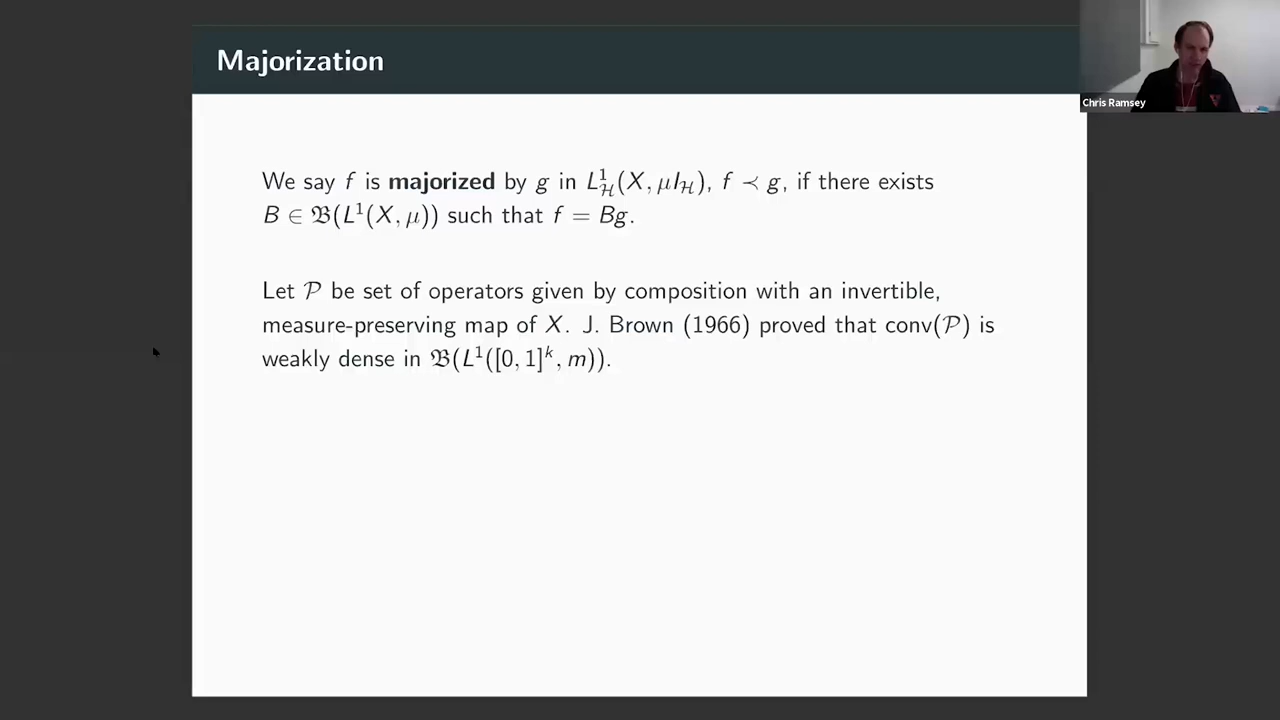 Majorization
Chris Ramsey
We say f is majorized by g in L¹_ℋ(X, μI_ℋ), f ≺ g, if there exists
B ∈ 𝔅(L¹(X, μ)) such that f = Bg.
Let 𝒫 be set of operators given by composition with an invertible,
measure-preserving map of X. J. Brown (1966) proved that conv(𝒫) is
weakly dense in 𝔅(L¹([0, 1]ᵏ, m)).